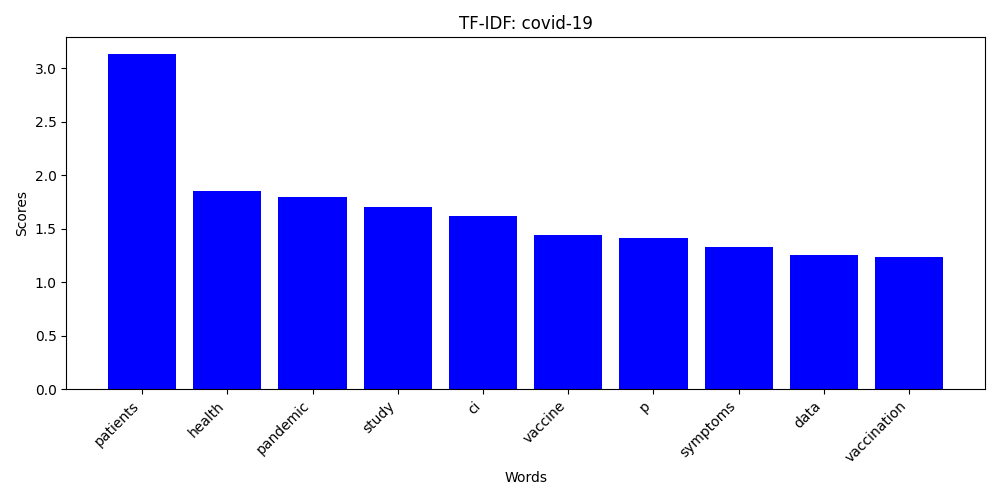 TF-IDF: covid-19
Scores
3.0
2.5
2.0
1.5
1.0
0.5
0.0
patients
health
pandemic
study
ci
vaccine
p
symptoms
data
vaccination
Words